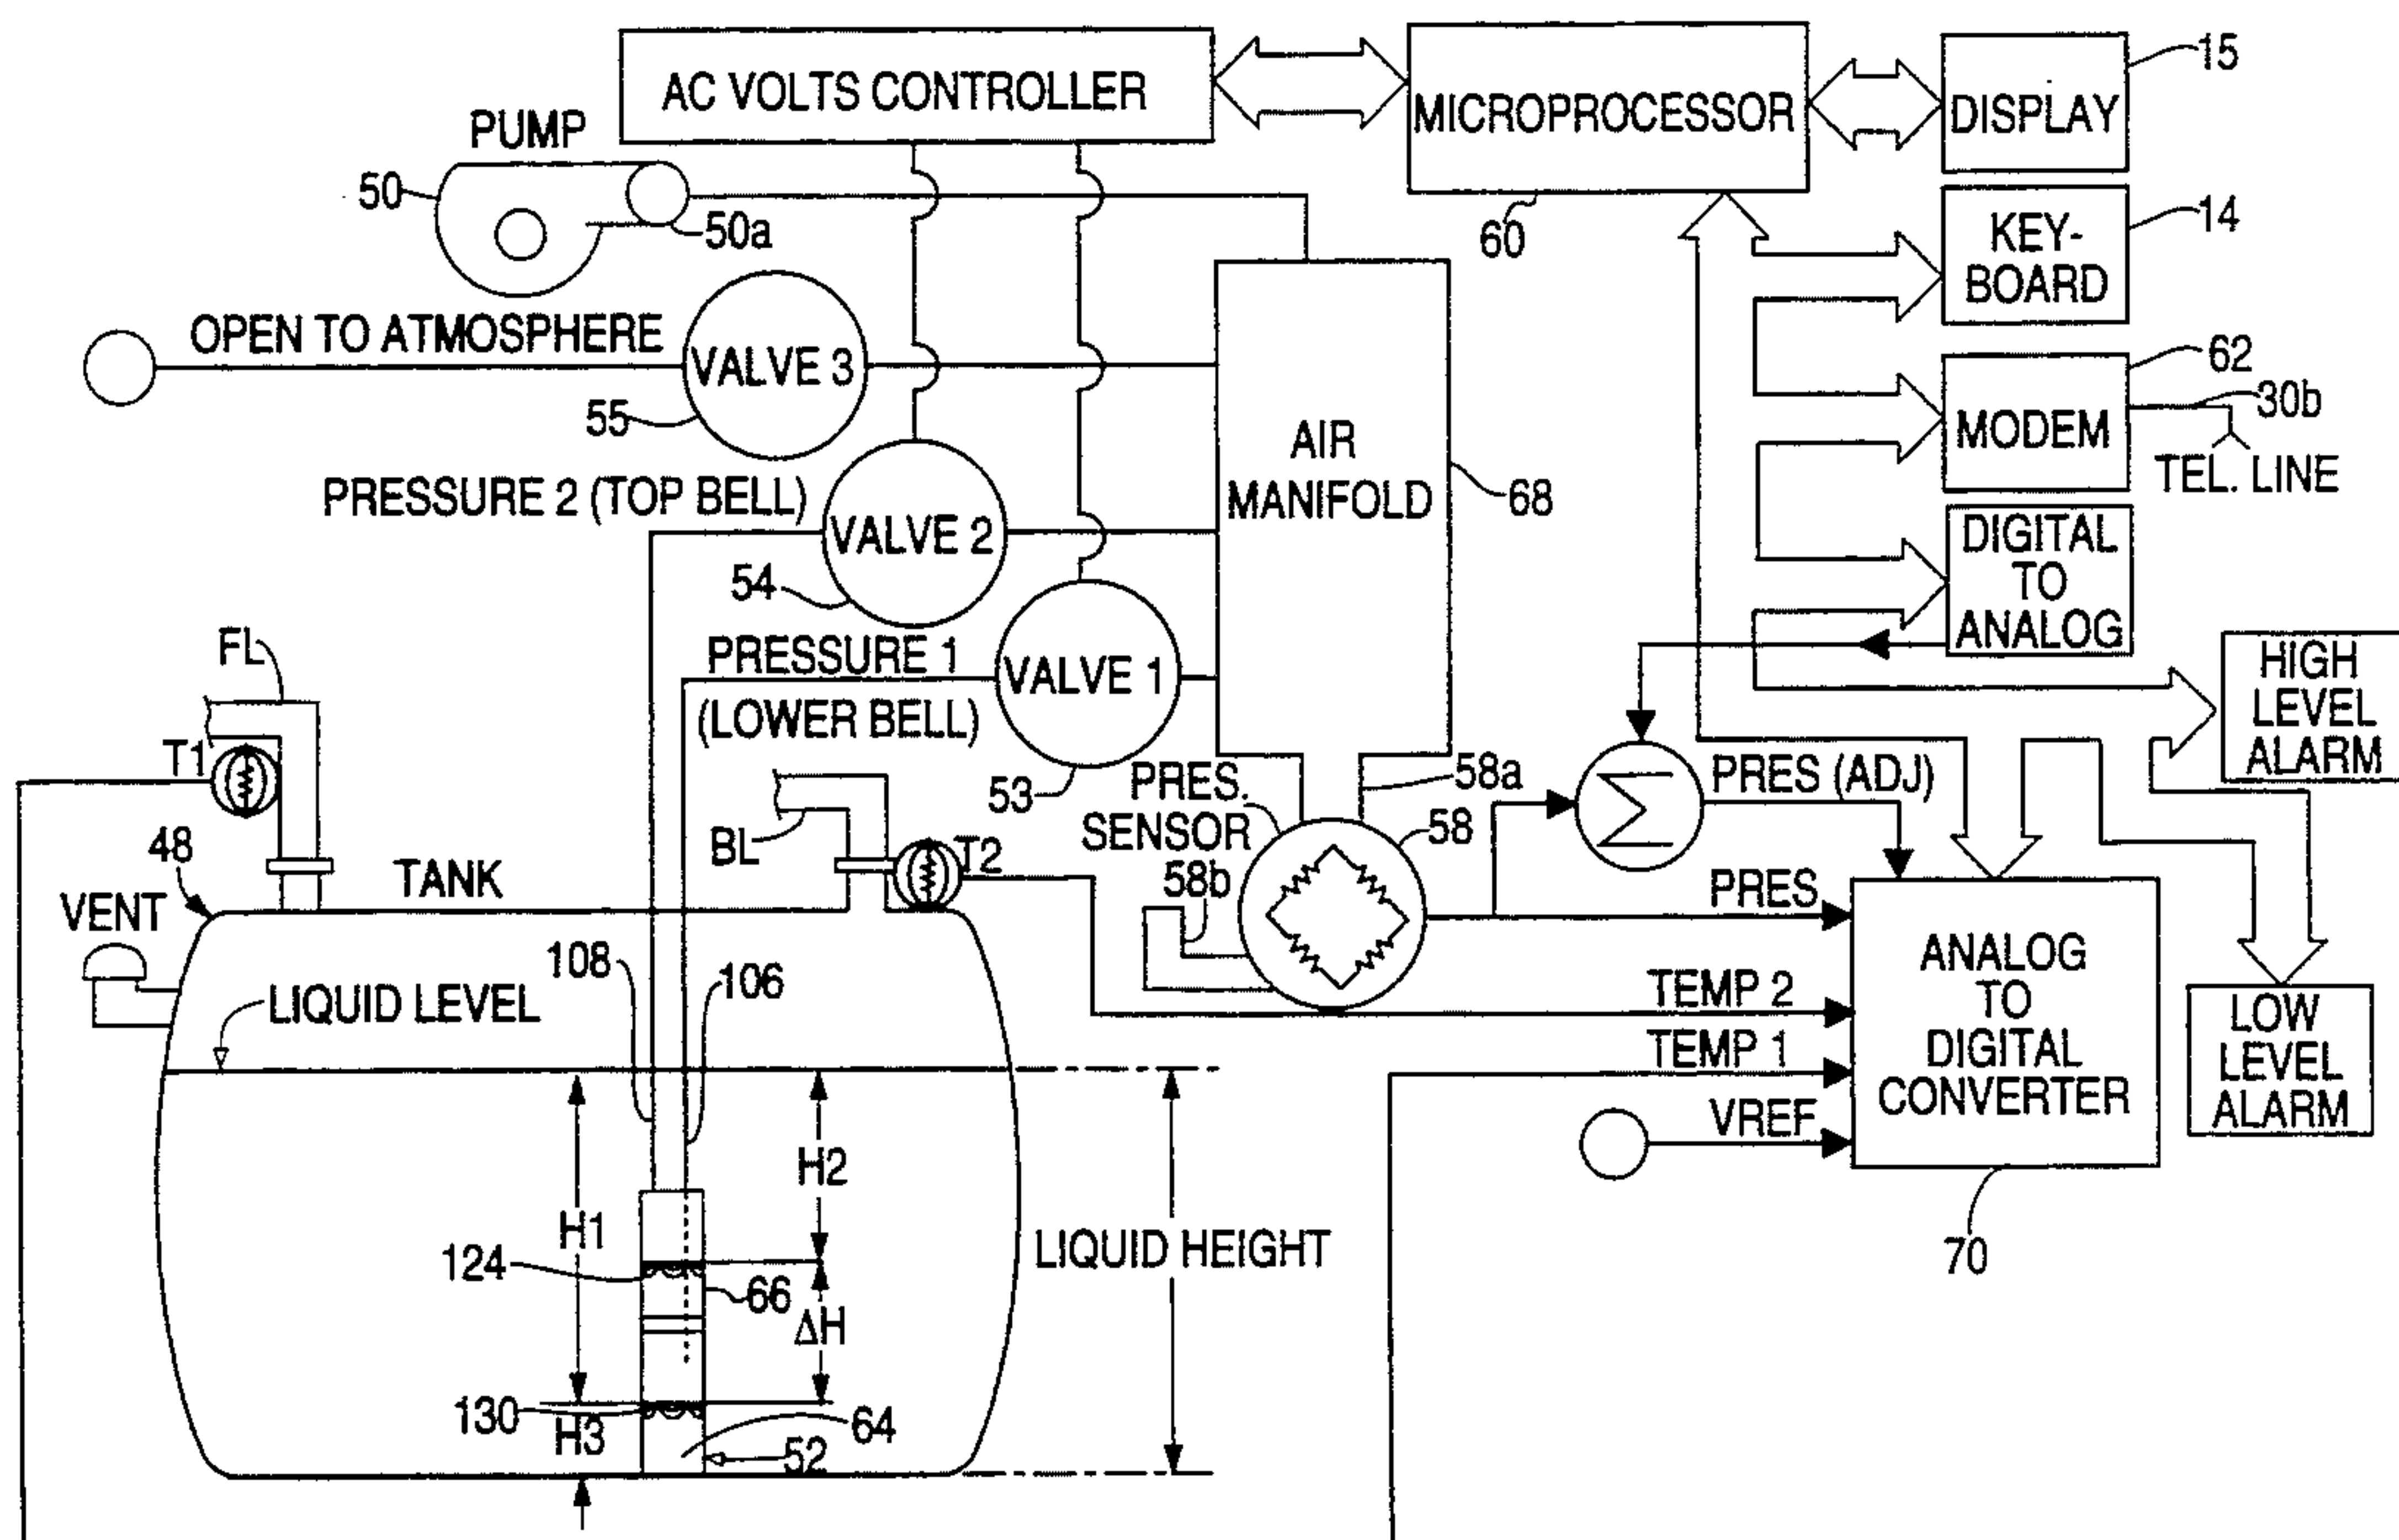 AC VOLTS CONTROLLER
MICROPROCESSOR
60
DISPLAY
15
KEY-
BOARD
14
MODEM
62
30b
TEL. LINE
DIGITAL
TO
ANALOG
HIGH
LEVEL
ALARM
LOW
LEVEL
ALARM
PUMP
50
50a
OPEN TO ATMOSPHERE
VALVE 3
55
PRESSURE 2 (TOP BELL)
VALVE 2
54
PRESSURE 1
(LOWER BELL)
VALVE 1
53
AIR
MANIFOLD
68
58a
PRES.
SENSOR
58
58b
Σ
PRES (ADJ)
PRES
TEMP 2
TEMP 1
VREF
ANALOG
TO
DIGITAL
CONVERTER
70
FL
T1
BL
T2
48
TANK
VENT
LIQUID LEVEL
108
106
H1
H2
ΔH
H3
124
66
130
64
52
LIQUID HEIGHT